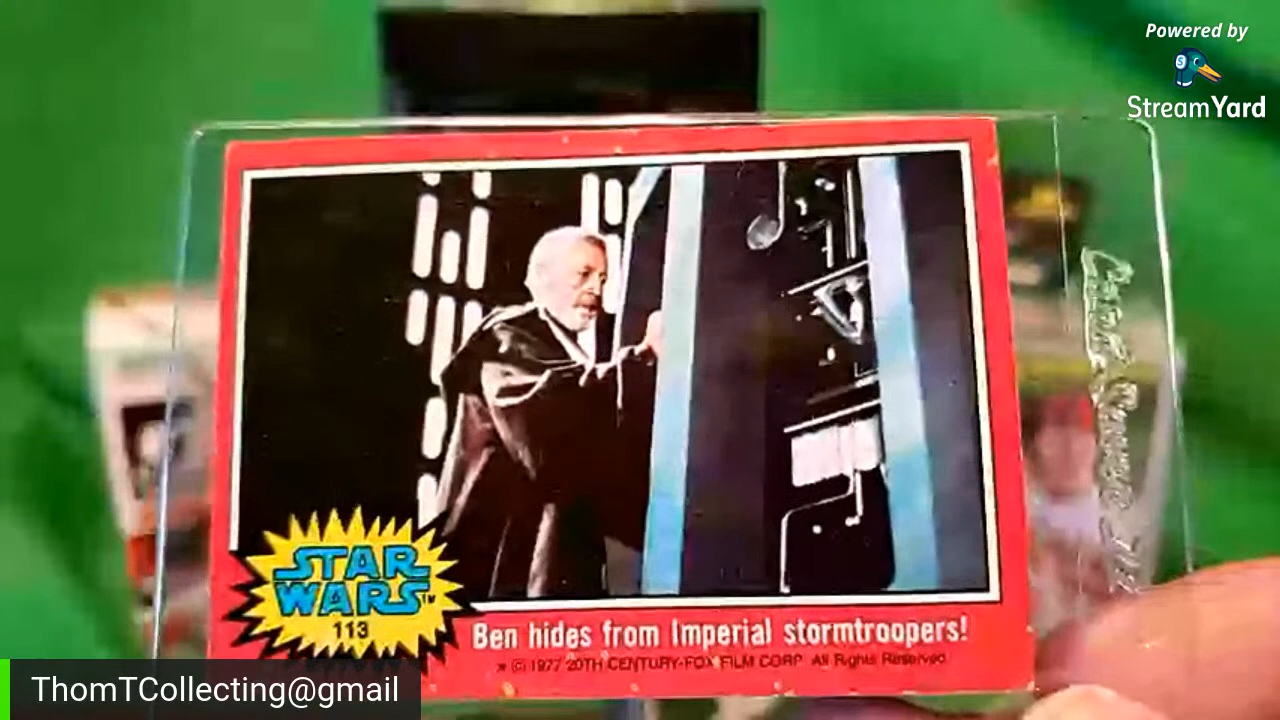 Powered by
StreamYard
STAR
WARS™
113
Ben hides from Imperial stormtroopers!
© 1977 20TH CENTURY-FOX FILM CORP. All Rights Reserved
ThomTCollecting@gmail